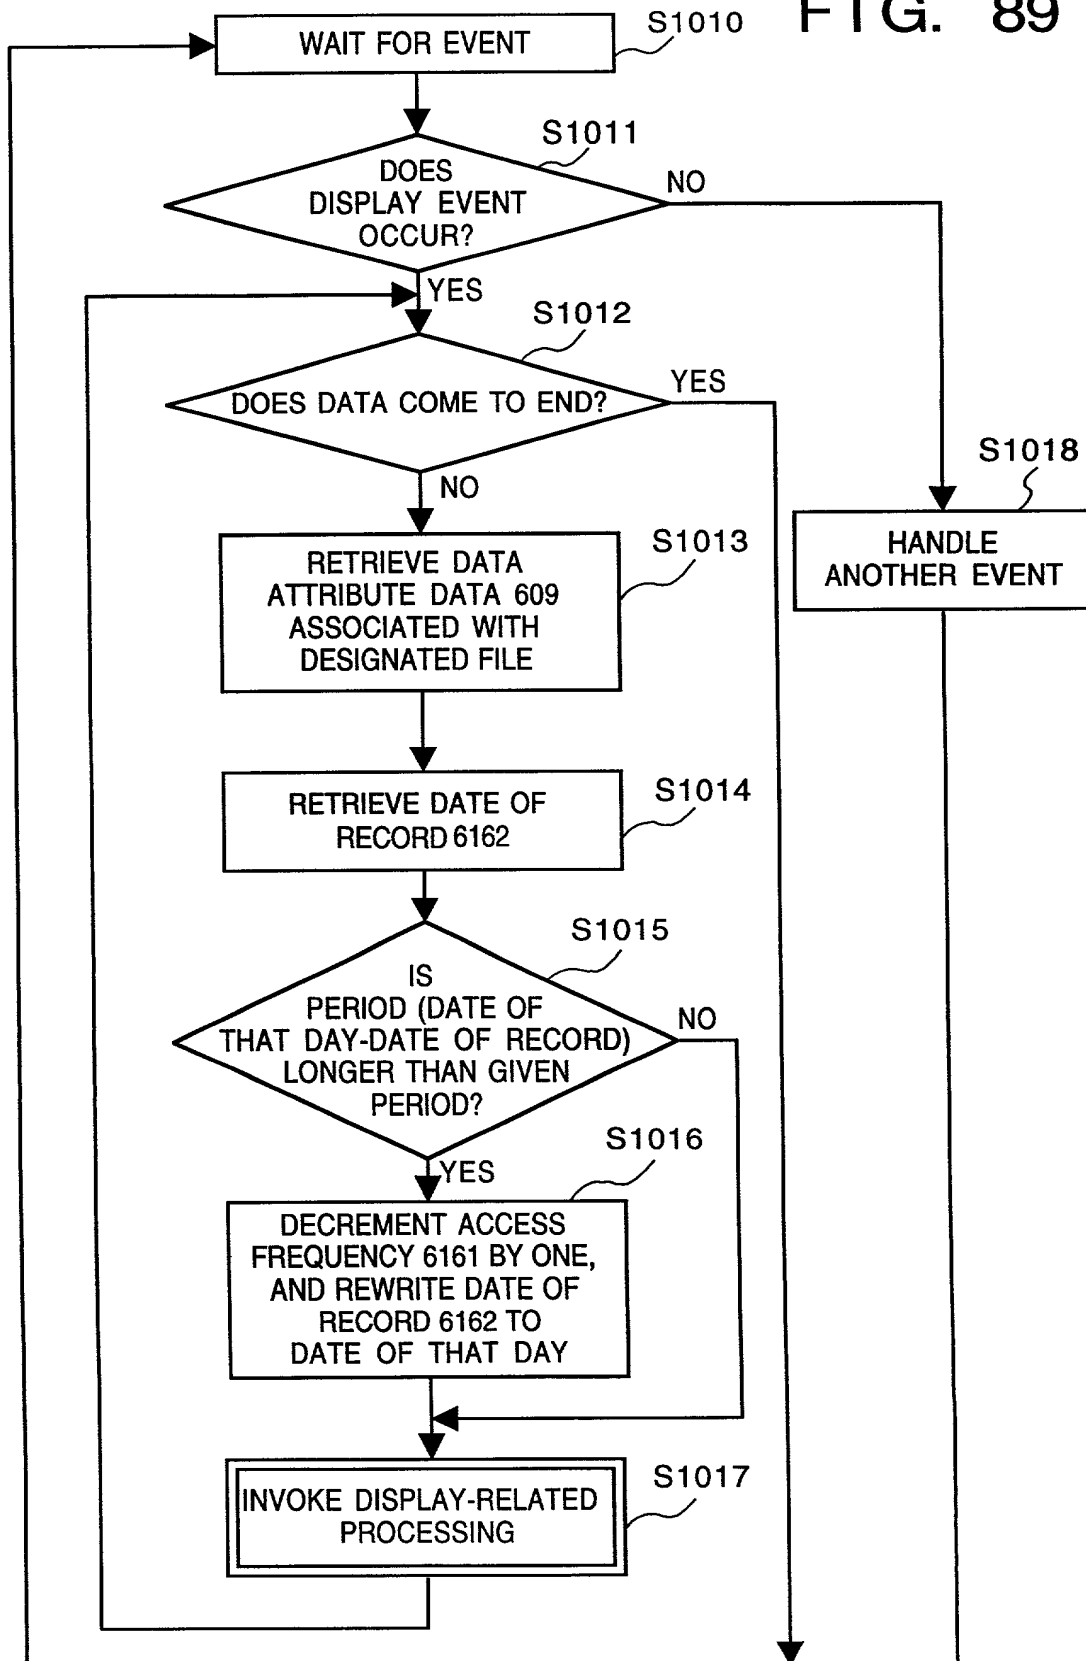 FIG. 89
WAIT FOR EVENT
S1010
S1011
DOES
DISPLAY EVENT
OCCUR?
NO
YES
S1012
DOES DATA COME TO END?
YES
NO
S1018
HANDLE
ANOTHER EVENT
S1013
RETRIEVE DATA
ATTRIBUTE DATA 609
ASSOCIATED WITH
DESIGNATED FILE
S1014
RETRIEVE DATE OF
RECORD 6162
S1015
IS
PERIOD (DATE OF
THAT DAY-DATE OF RECORD)
LONGER THAN GIVEN
PERIOD?
NO
YES
S1016
DECREMENT ACCESS
FREQUENCY 6161 BY ONE,
AND REWRITE DATE OF
RECORD 6162 TO
DATE OF THAT DAY
S1017
INVOKE DISPLAY-RELATED
PROCESSING